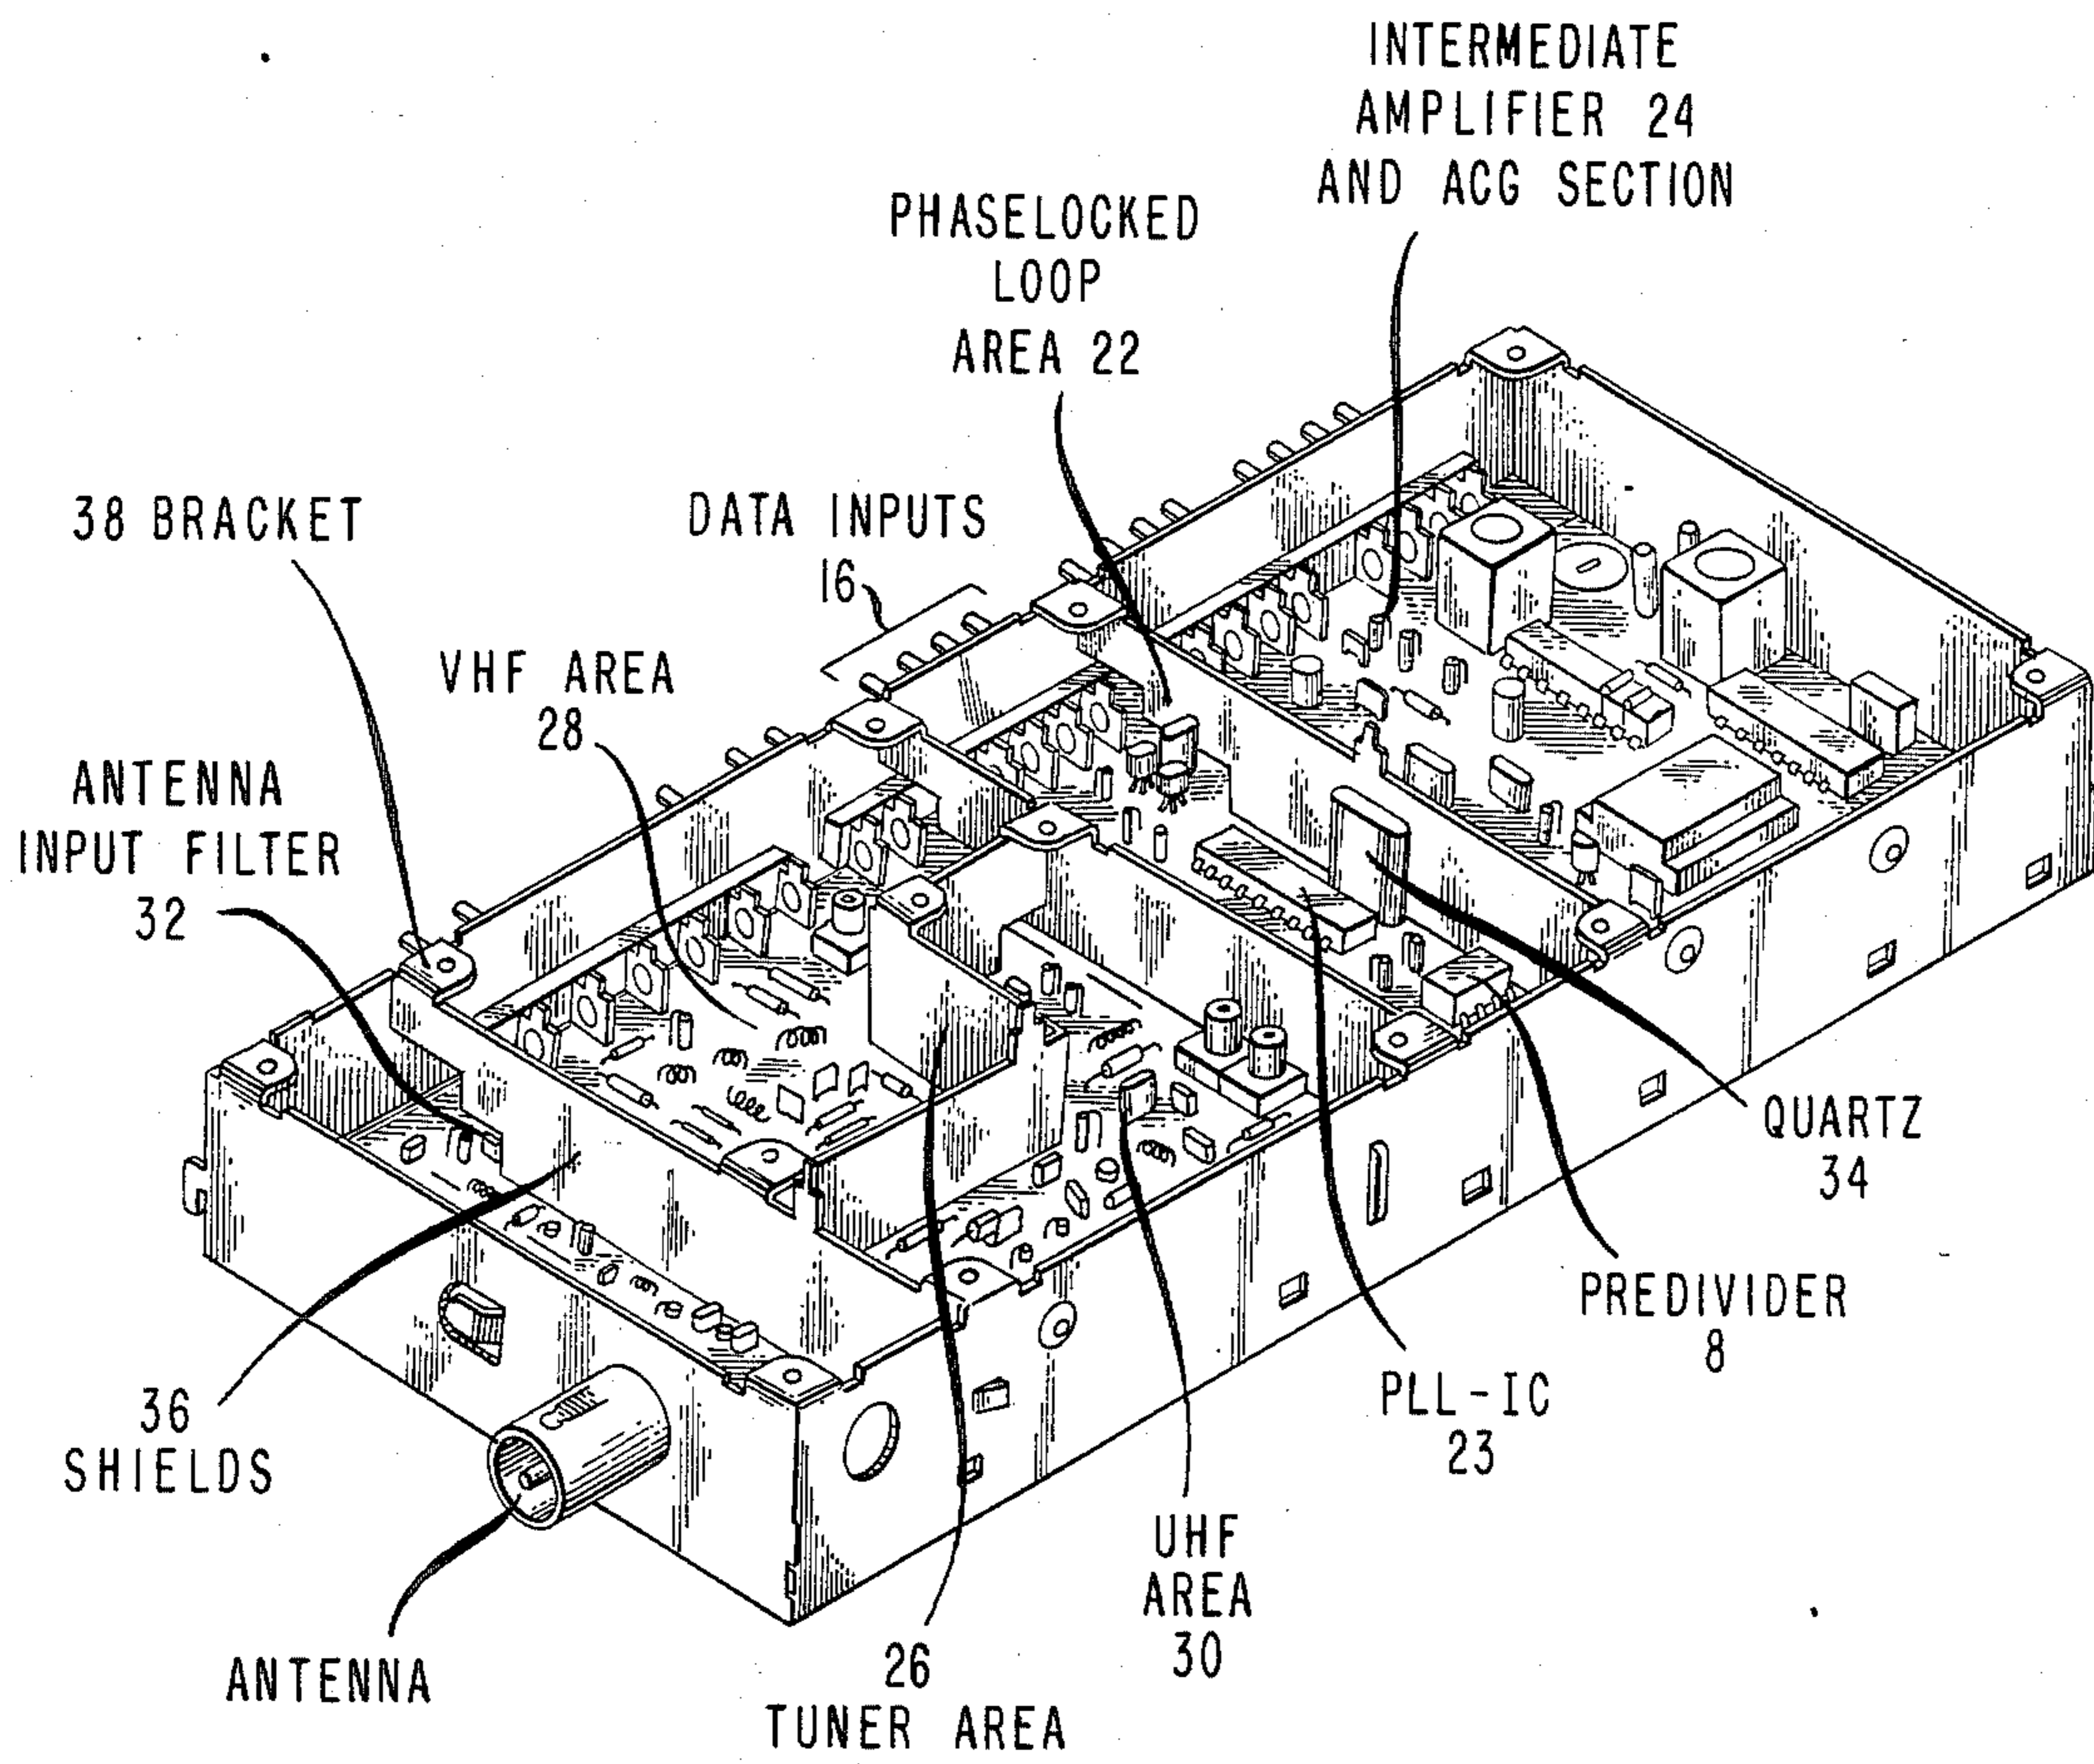 INTERMEDIATE
AMPLIFIER 24
AND ACG SECTION
PHASELOCKED
LOOP
AREA 22
38 BRACKET
DATA INPUTS
16
VHF AREA
28
ANTENNA
INPUT FILTER
32
QUARTZ
34
PREDIVIDER
8
PLL-IC
23
36
SHIELDS
UHF
AREA
30
ANTENNA
26
TUNER AREA